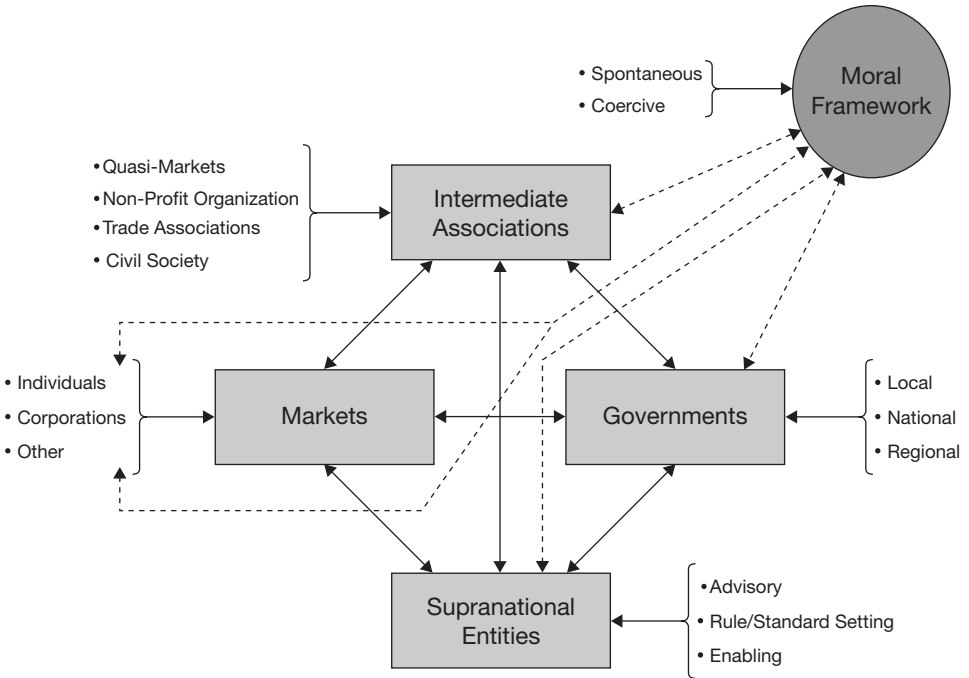 • Spontaneous
• Coercive
Moral
Framework
• Quasi-Markets
• Non-Profit Organization
• Trade Associations
• Civil Society
Intermediate
Associations
• Individuals
• Corporations
• Other
Markets
Governments
• Local
• National
• Regional
Supranational
Entities
• Advisory
• Rule/Standard Setting
• Enabling